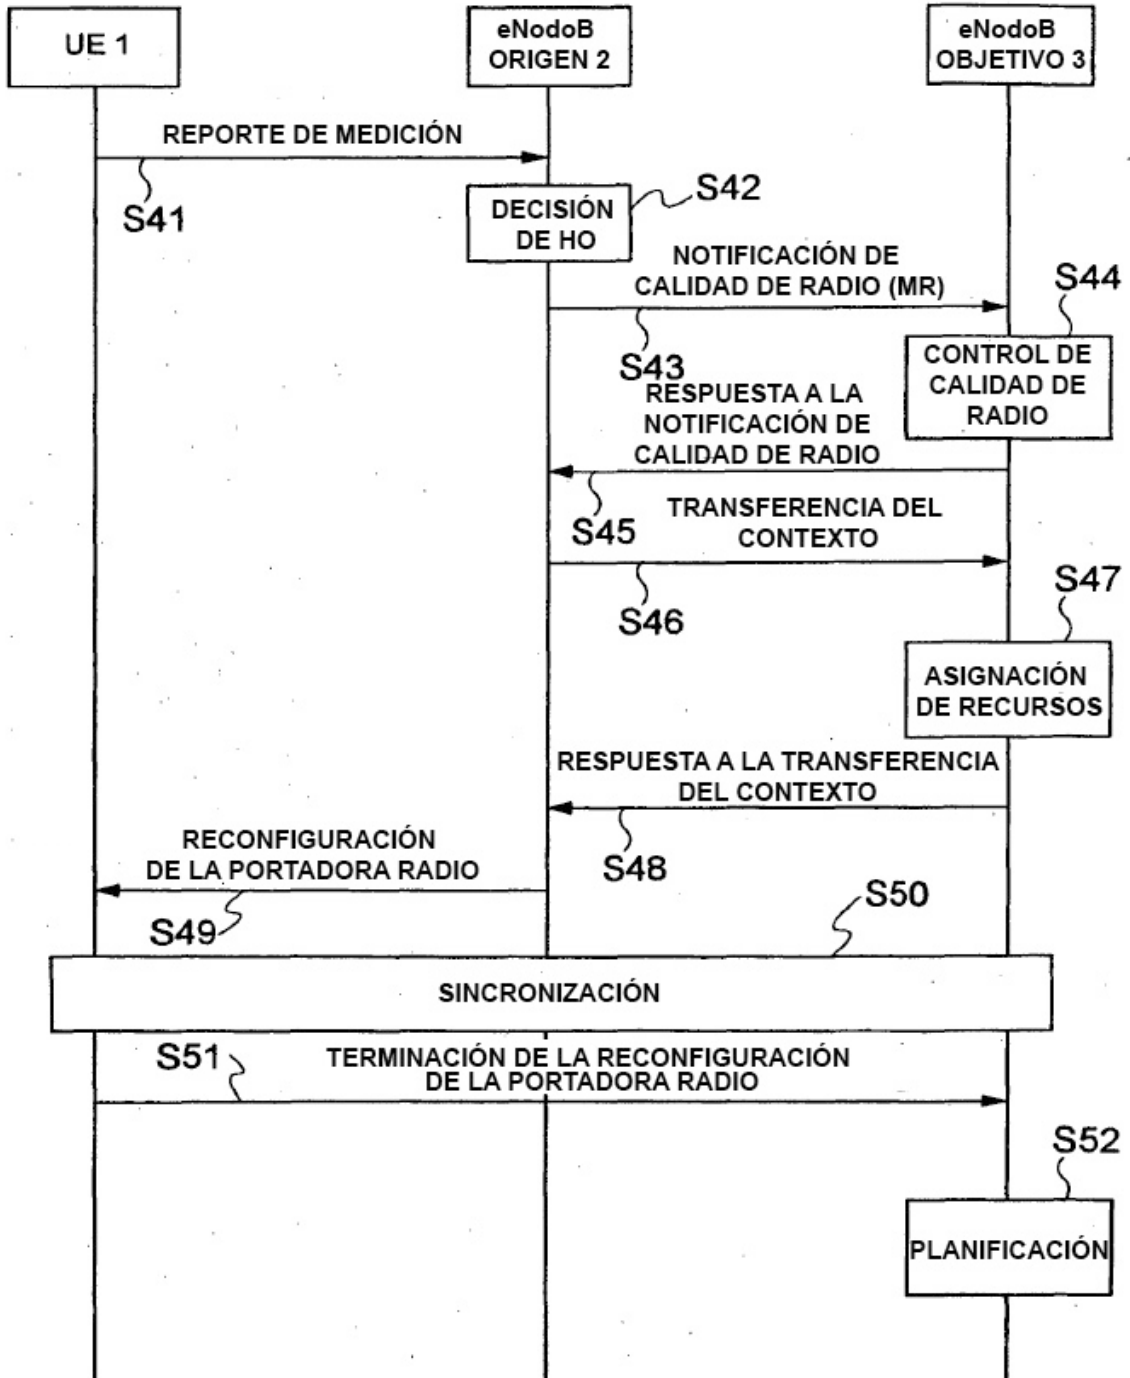 UE 1
eNodoB
ORIGEN 2
eNodoB
OBJETIVO 3
REPORTE DE MEDICIÓN
S41
DECISIÓN
DE HO
S42
NOTIFICACIÓN DE
CALIDAD DE RADIO (MR)
S43
S44
CONTROL DE
CALIDAD DE
RADIO
RESPUESTA A LA
NOTIFICACIÓN DE
CALIDAD DE RADIO
S45
TRANSFERENCIA DEL
CONTEXTO
S46
S47
ASIGNACIÓN
DE RECURSOS
RESPUESTA A LA TRANSFERENCIA
DEL CONTEXTO
S48
RECONFIGURACIÓN
DE LA PORTADORA RADIO
S49
S50
SINCRONIZACIÓN
S51
TERMINACIÓN DE LA RECONFIGURACIÓN
DE LA PORTADORA RADIO
S52
PLANIFICACIÓN